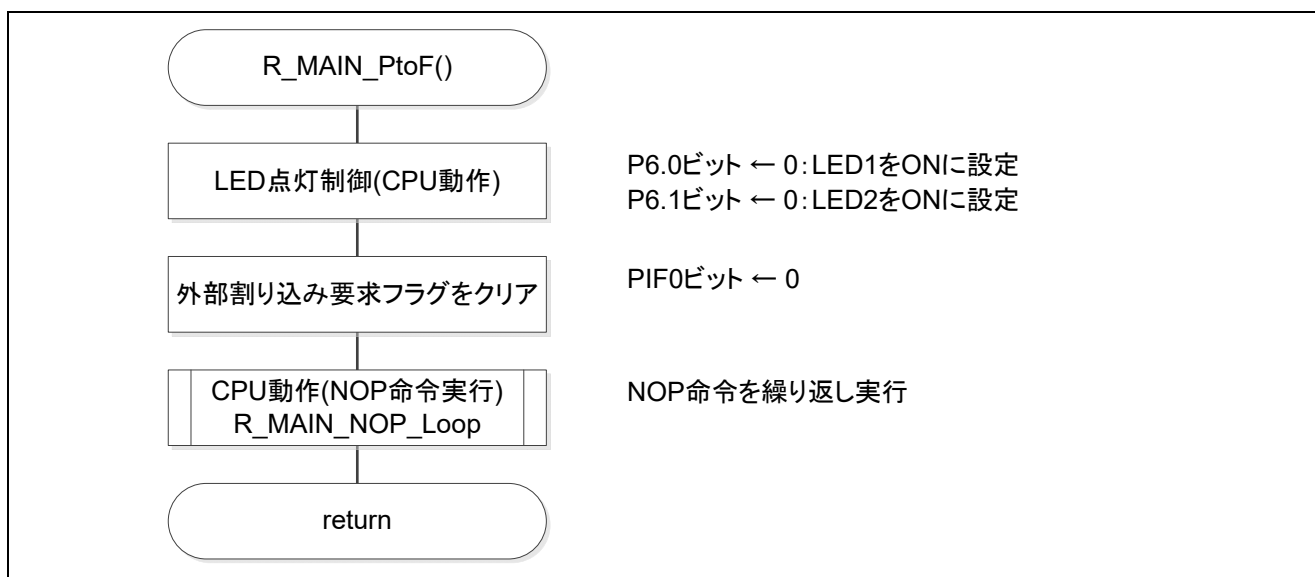 R_MAIN_PtoF()
LED点灯制御(CPU動作)
P6.0ビット ← 0:LED1をONに設定
P6.1ビット ← 0:LED2をONに設定
外部割り込み要求フラグをクリア
PIF0ビット ← 0
CPU動作(NOP命令実行)
R_MAIN_NOP_Loop
NOP命令を繰り返し実行
return